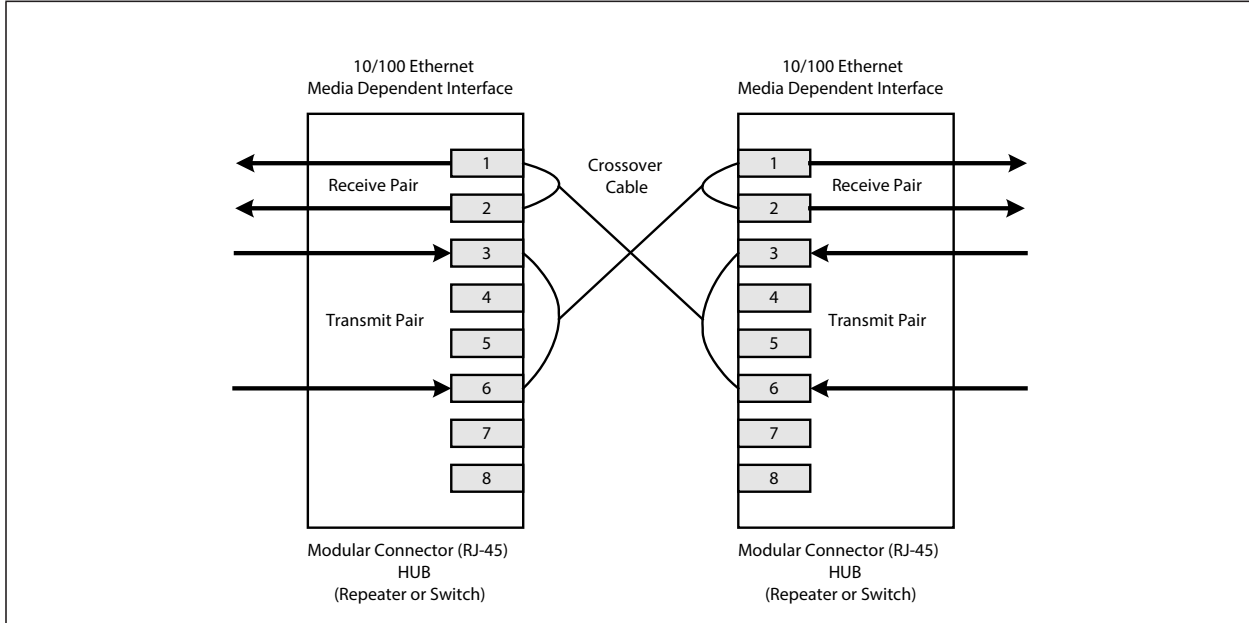 10/100 Ethernet
Media Dependent Interface
10/100 Ethernet
Media Dependent Interface
1
Receive Pair
2
3
4
Transmit Pair
5
6
7
8
Crossover
Cable
1
Receive Pair
2
3
4
Transmit Pair
5
6
7
8
Modular Connector (RJ-45)
HUB
(Repeater or Switch)
Modular Connector (RJ-45)
HUB
(Repeater or Switch)